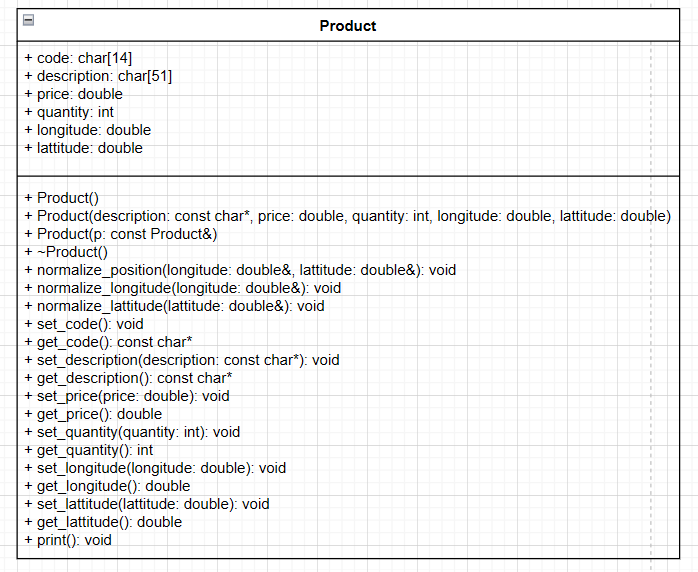 Product
+ code: char[14]
+ description: char[51]
+ price: double
+ quantity: int
+ longitude: double
+ lattitude: double
+ Product()
+ Product(description: const char*, price: double, quantity: int, longitude: double, lattitude: double)
+ Product(p: const Product&)
+ ~Product()
+ normalize_position(longitude: double&, lattitude: double&): void
+ normalize_longitude(longitude: double&): void
+ normalize_lattitude(lattitude: double&): void
+ set_code(): void
+ get_code(): const char*
+ set_description(description: const char*): void
+ get_description(): const char*
+ set_price(price: double): void
+ get_price(): double
+ set_quantity(quantity: int): void
+ get_quantity(): int
+ set_longitude(longitude: double): void
+ get_longitude(): double
+ set_lattitude(lattitude: double): void
+ get_lattitude(): double
+ print(): void